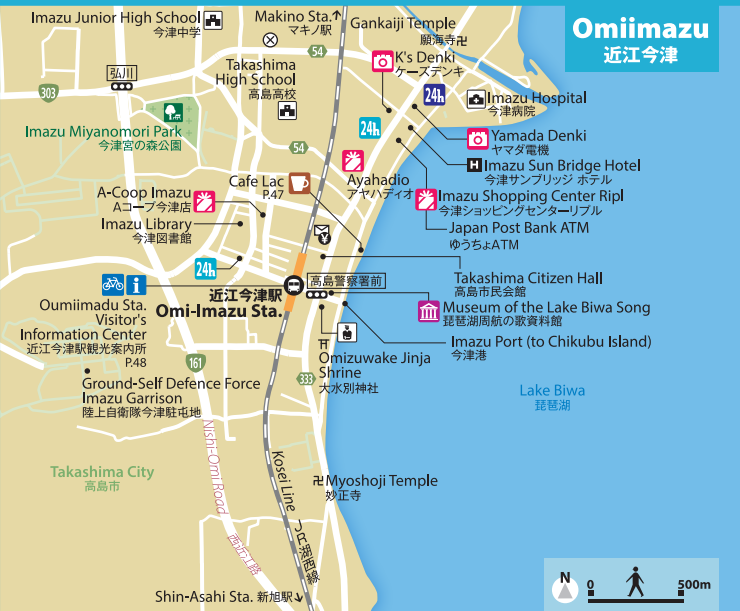 Omiimazu
近江今津
Imazu Junior High School
今津中学
Makino Sta.↑
マキノ駅
Gankaiji Temple
願海寺卍
54
K's Denki
ケーズデンキ
Takashima
High School
高島高校
弘川
303
24h
Imazu Hospital
今津病院
Imazu Miyanomori Park
今津宮の森公園
24h
Yamada Denki
ヤマダ電機
54
H Imazu Sun Bridge Hotel
今津サンブリッジ ホテル
Cafe Lac
P.47
Ayahadio
アヤハディオ
A-Coop Imazu
Aコープ今津店
Imazu Shopping Center Ripl
今津ショッピングセンターリブル
Imazu Library
今津図書館
Japan Post Bank ATM
ゆうちょATM
24h
Takashima Citizen Hall
高島市民会館
高島警察署前
近江今津駅
Omi-Imazu Sta.
Oumiimadu Sta.
Visitor's
Information Center
近江今津駅観光案内所
P.48
Museum of the Lake Biwa Song
琵琶湖周航の歌資料館
Imazu Port (to Chikubu Island)
今津港
Omizuwake Jinja
Shrine
大水別神社
161
333
Ground-Self Defence Force
Imazu Garrison
陸上自衛隊今津駐屯地
Lake Biwa
琵琶湖
Nishi-Omi Road
西近江路
Takashima City
高島市
Kosei Line
JR湖西線
卍Myoshoji Temple
妙正寺
Shin-Asahi Sta. 新旭駅
N
0
500m